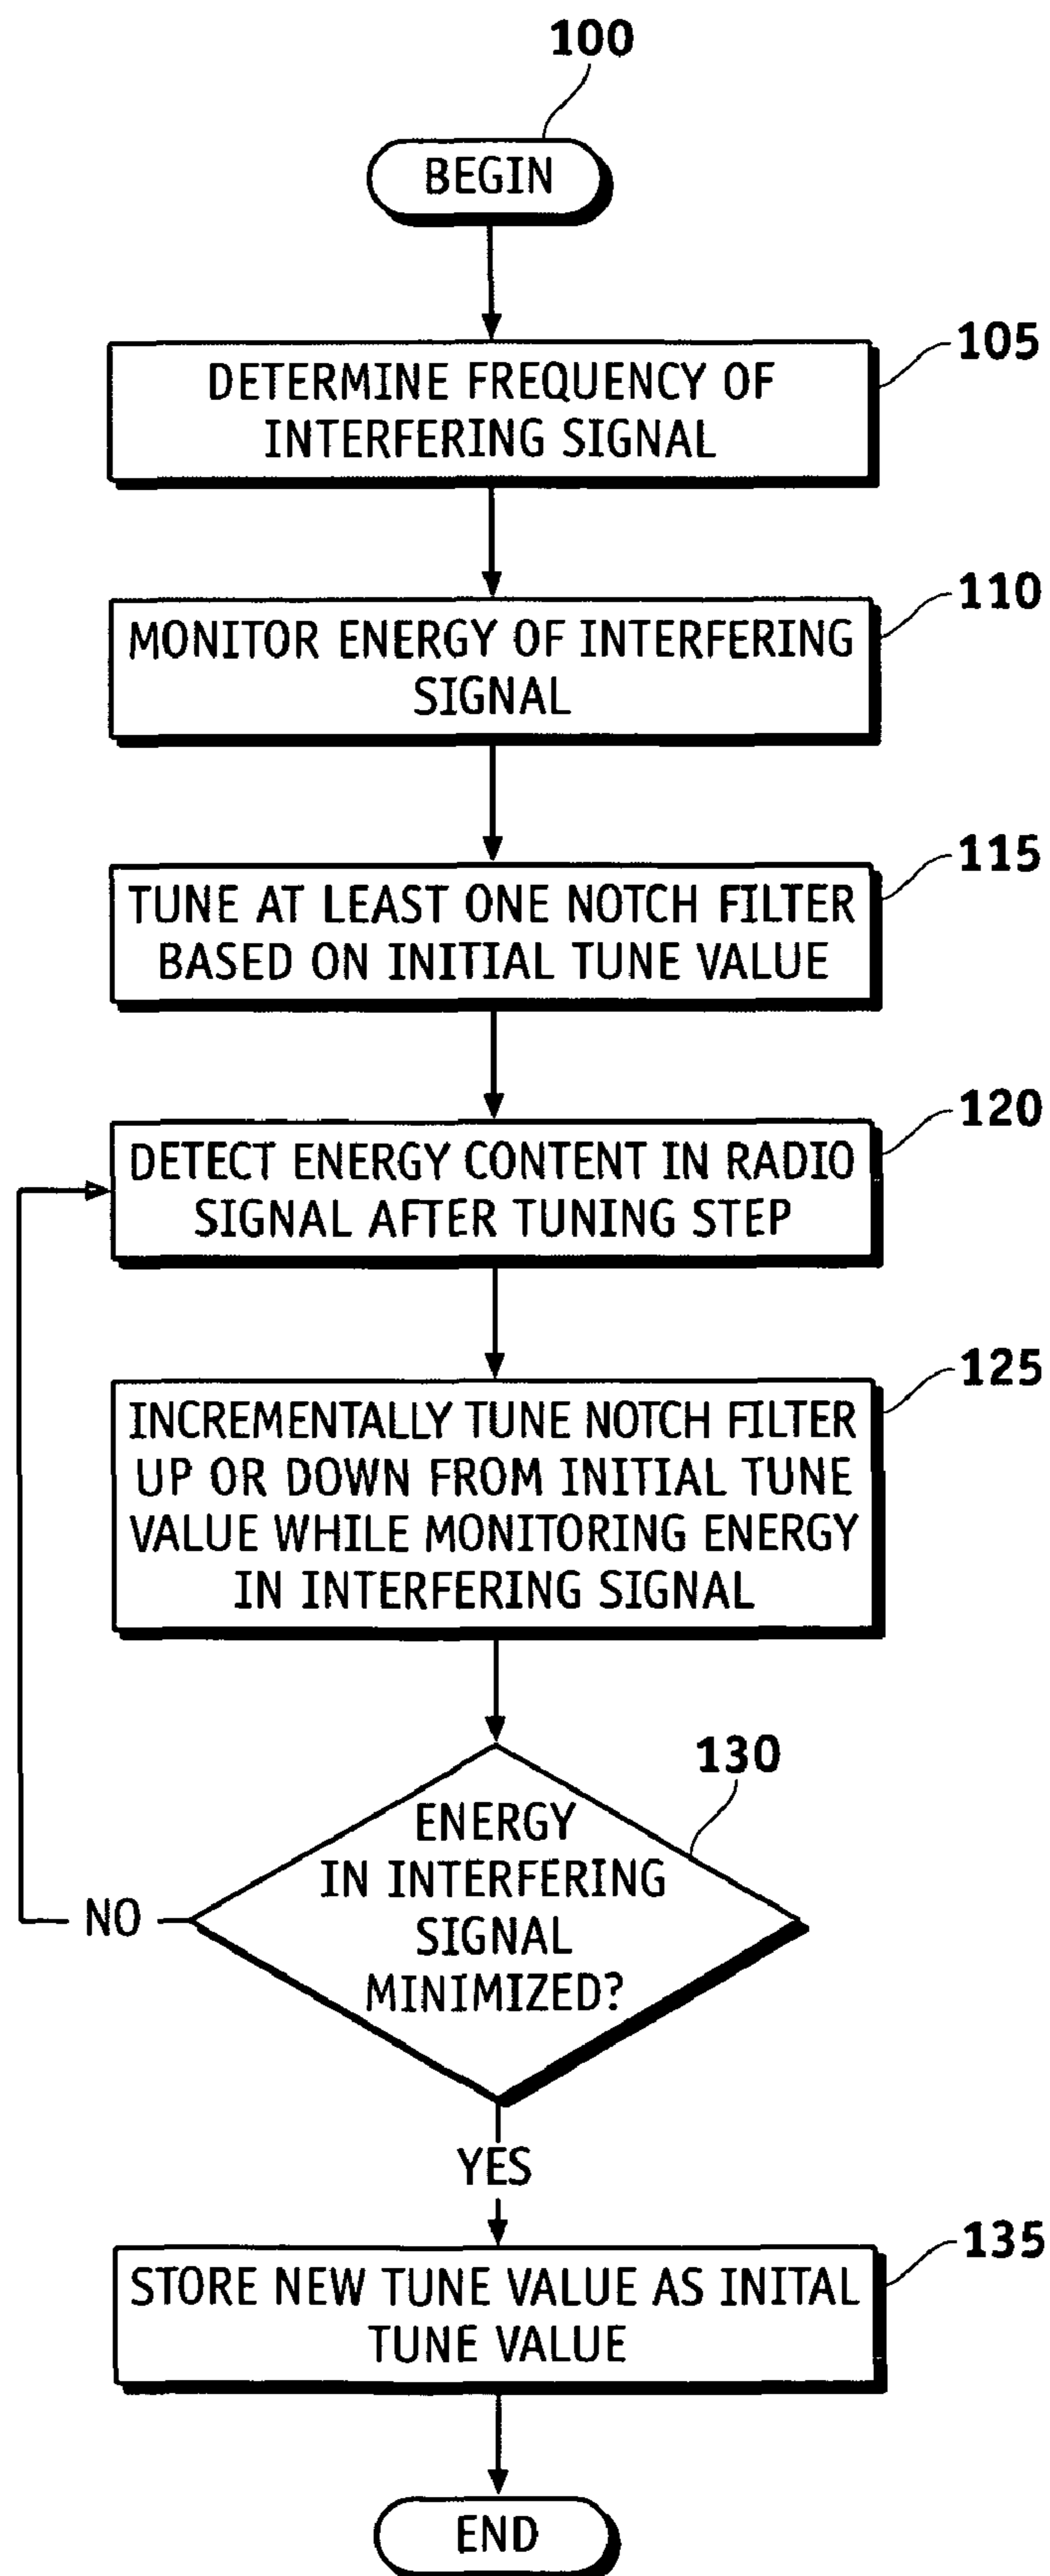 100
BEGIN
105
DETERMINE FREQUENCY OF
INTERFERING SIGNAL
110
MONITOR ENERGY OF INTERFERING
SIGNAL
115
TUNE AT LEAST ONE NOTCH FILTER
BASED ON INITIAL TUNE VALUE
120
DETECT ENERGY CONTENT IN RADIO
SIGNAL AFTER TUNING STEP
125
INCREMENTALLY TUNE NOTCH FILTER
UP OR DOWN FROM INITIAL TUNE
VALUE WHILE MONITORING ENERGY
IN INTERFERING SIGNAL
130
ENERGY
IN INTERFERING
SIGNAL
MINIMIZED?
NO
YES
135
STORE NEW TUNE VALUE AS INITAL
TUNE VALUE
END